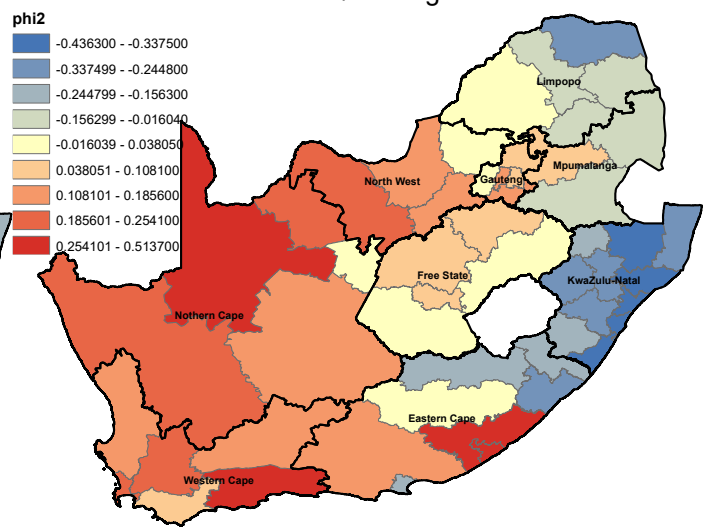 phi2
-0.436300 - -0.337500
-0.337499 - -0.244800
-0.244799 - -0.156300
-0.156299 - -0.016040
-0.016039 - 0.038050
0.038051 - 0.108100
0.108101 - 0.185600
0.185601 - 0.254100
0.254101 - 0.513700
Limpopo
Mpumalanga
Gauteng
North West
Free State
KwaZulu-Natal
Nothern Cape
Eastern Cape
Western Cape